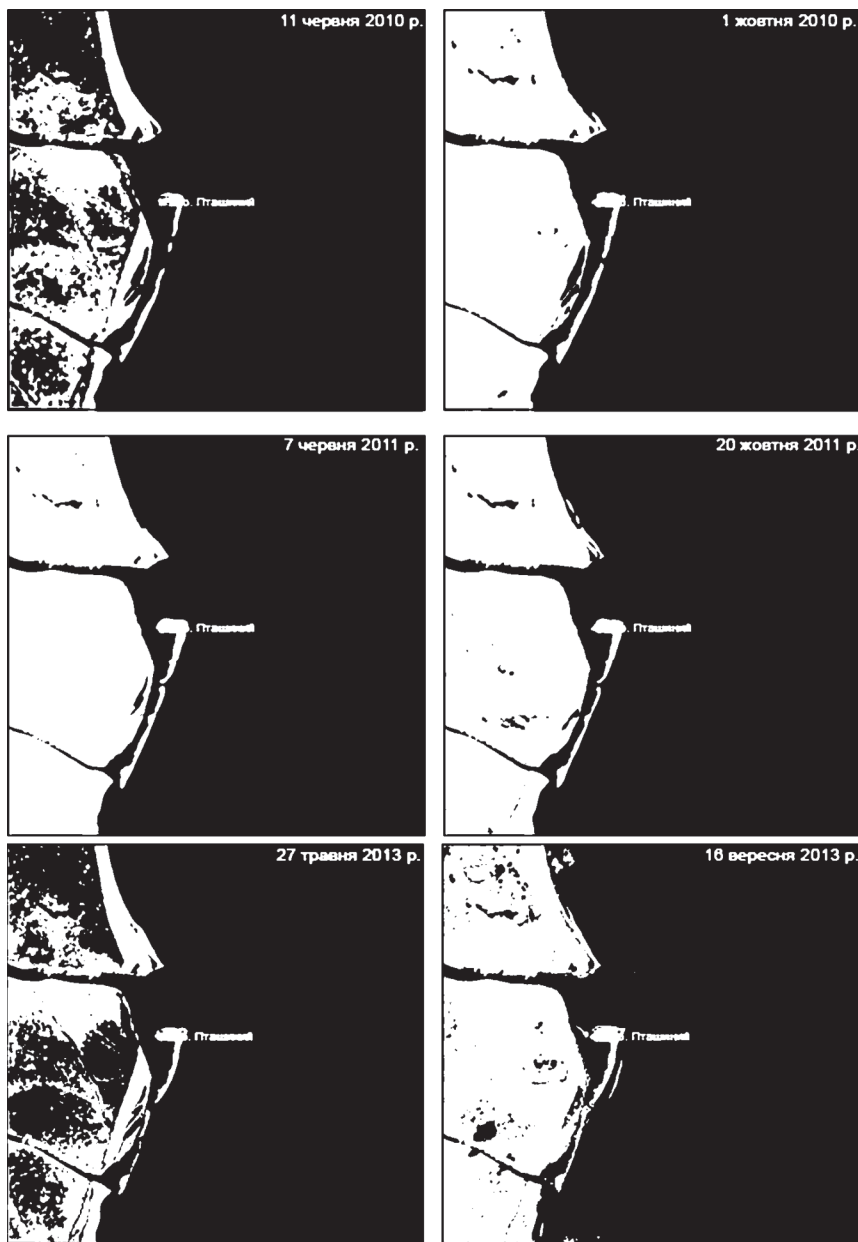 11 червня 2010 р.
1 жовтня 2010 р.
Пташиний
Пташиний
7 червня 2011 р.
20 жовтня 2011 р.
. Пташиний
. Пташиний
27 травня 2013 р.
16 вересня 2013 р.
. Пташиний
. Пташиний